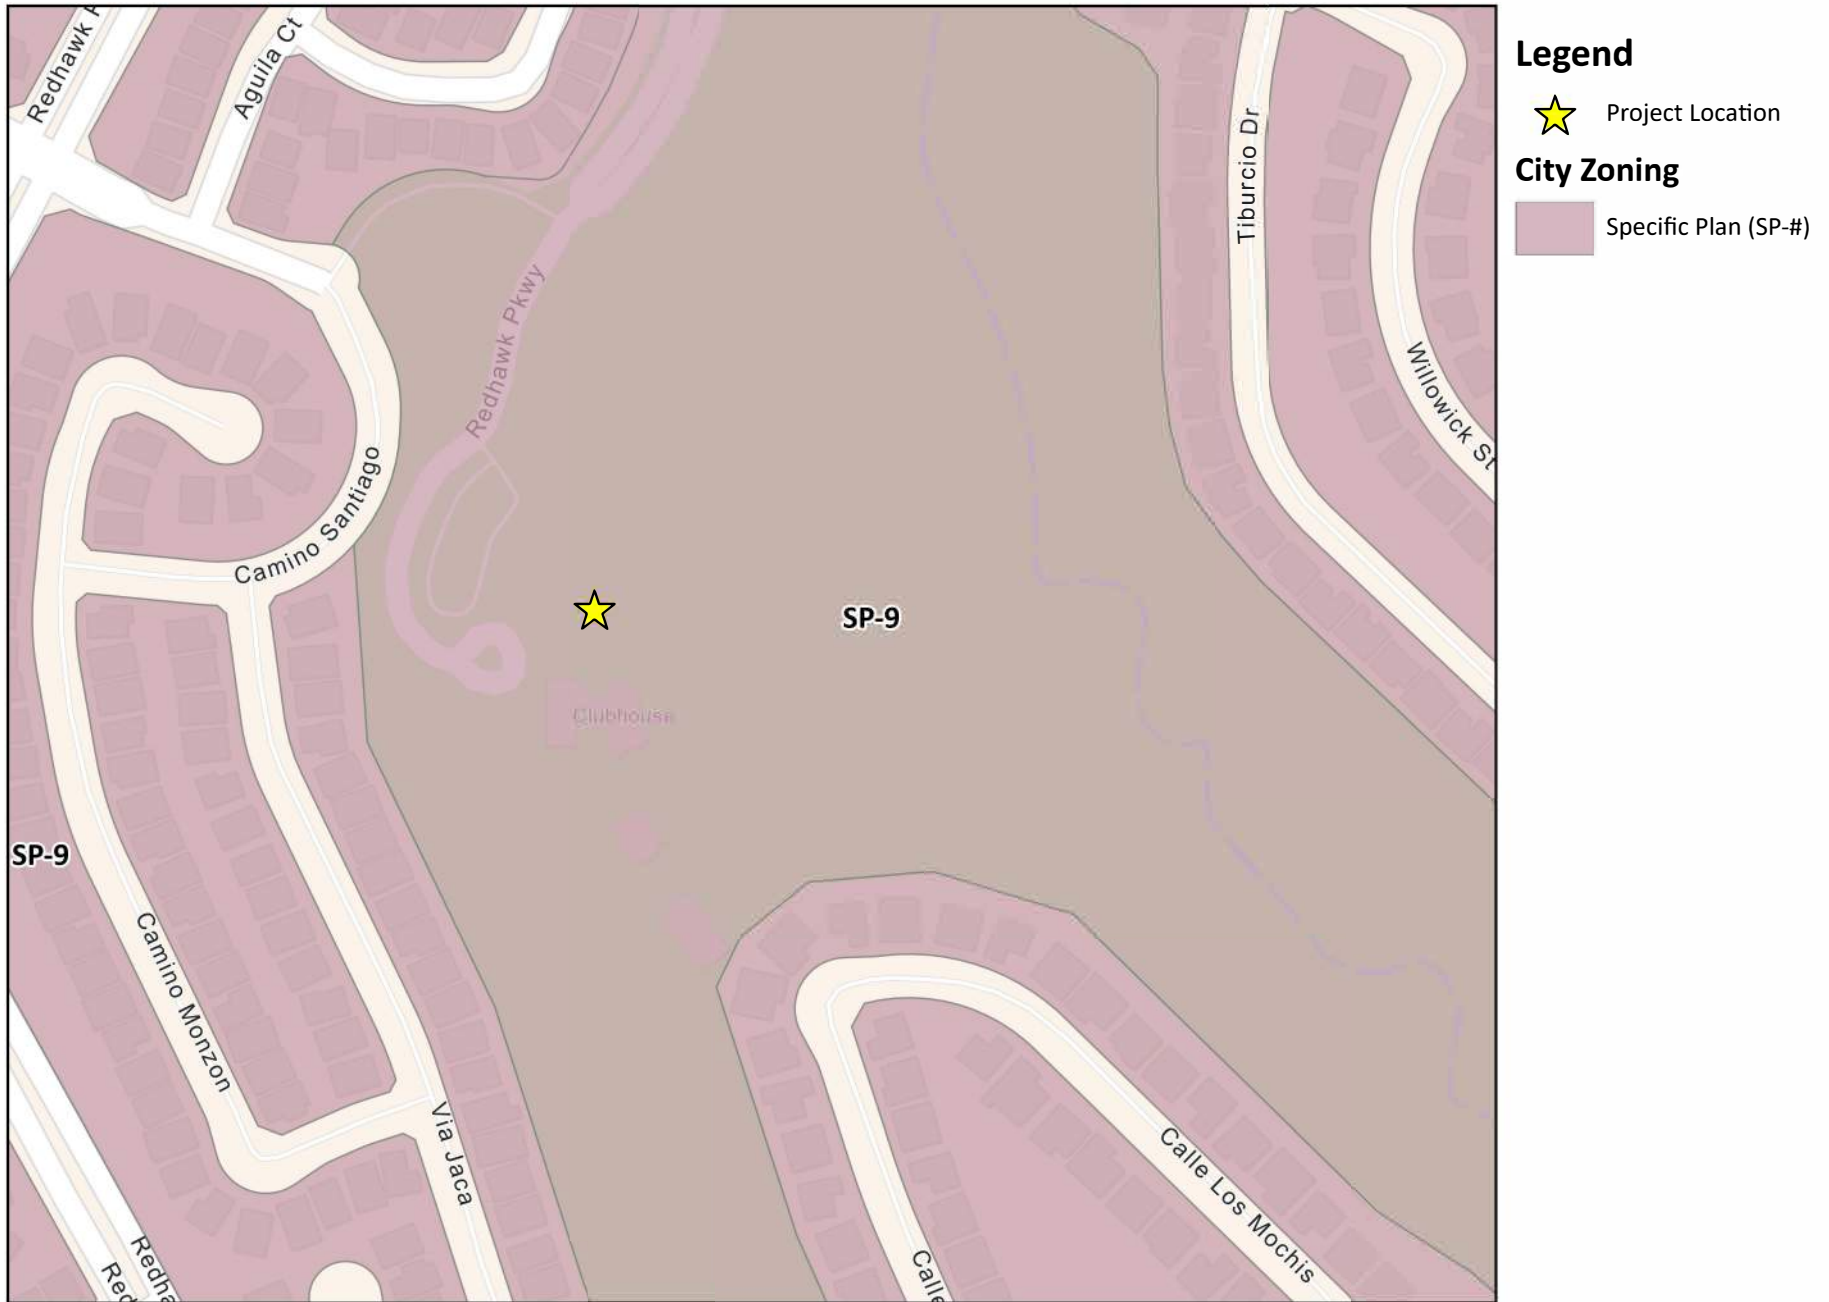 Redhawk P
Aguila Ct
Tiburcio Dr
Willowick St
Redhawk Pkwy
Camino Santiago
SP-9
Clubhouse
SP-9
Camino Monzon
Via Jaca
Calle Los Mochis
Calle
Redha
Red
Legend
Project Location
City Zoning
Specific Plan (SP-#)